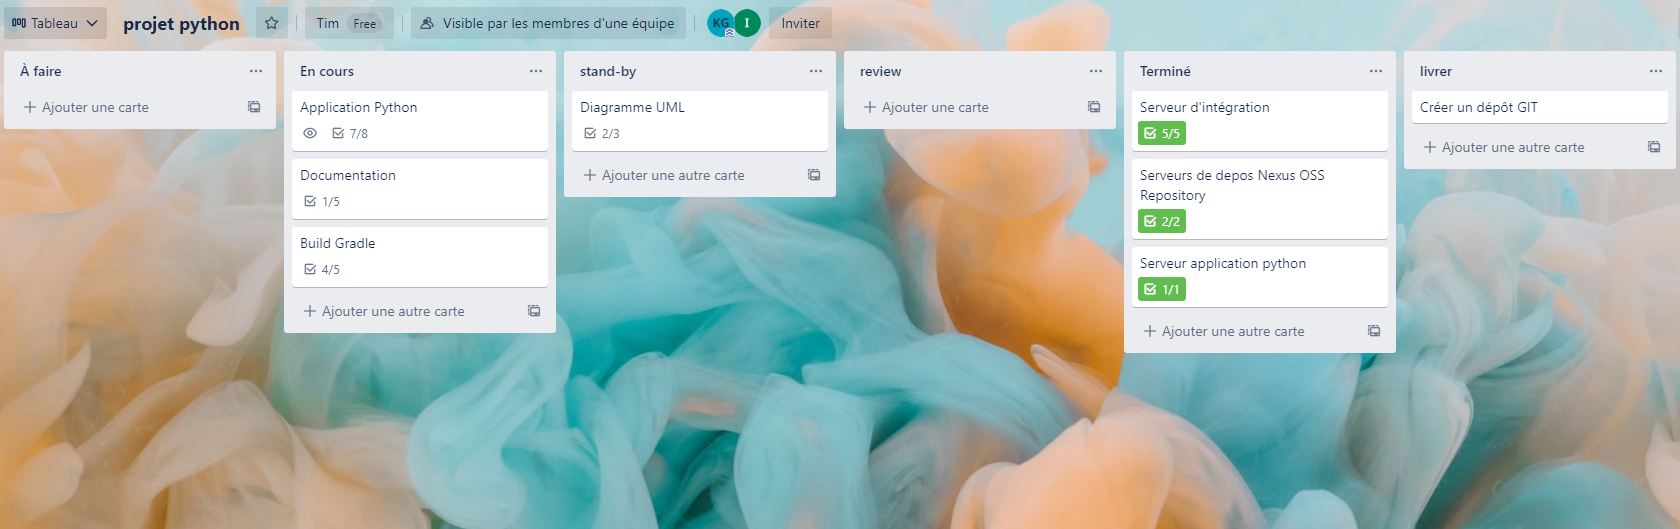 Tableau projet python Tim Free Visible par les membres d'une équipe KG I Inviter
À faire
Ajouter une carte
En cours
Application Python
7/8
Documentation
1/5
Build Gradle
4/5
Ajouter une autre carte
stand-by
Diagramme UML
2/3
Ajouter une autre carte
review
Ajouter une carte
Terminé
Serveur d'intégration
5/5
Serveurs de depos Nexus OSS
Repository
2/2
Serveur application python
1/1
Ajouter une autre carte
livrer
Créer un dépôt GIT
Ajouter une autre carte